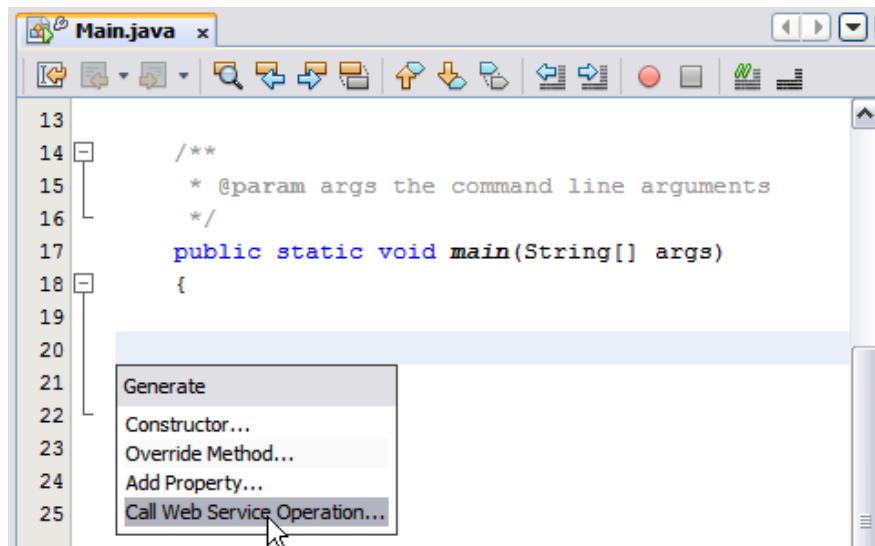 Main.java x
13
14 /**
15 * @param args the command line arguments
16 */
17 public static void main(String[] args)
18 {
19
20
21
22
23
24
25
Generate
Constructor...
Override Method...
Add Property...
Call Web Service Operation...